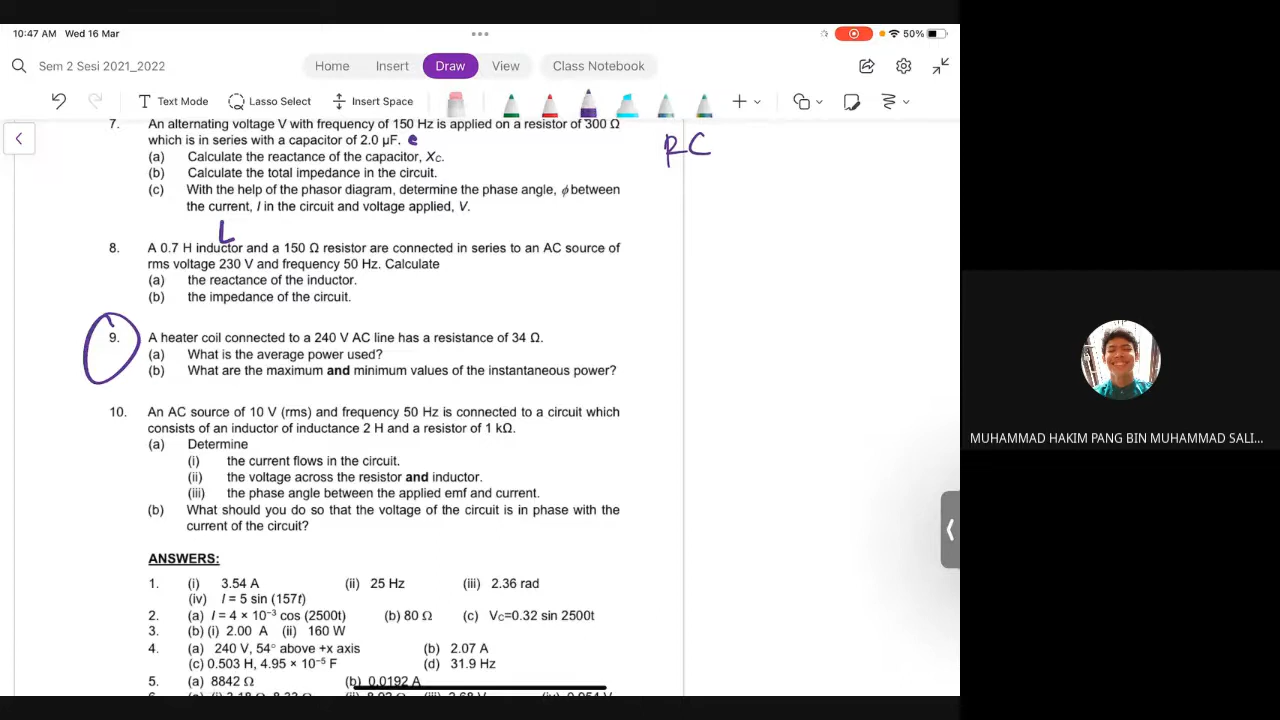 10:47 AM Wed 16 Mar
50%
Sem 2 Sesi 2021_2022
Home Insert Draw View Class Notebook
Text Mode Lasso Select Insert Space
7. An alternating voltage V with frequency of 150 Hz is applied on a resistor of 300 Ω
which is in series with a capacitor of 2.0 μF.
RC
(a) Calculate the reactance of the capacitor, XC.
(b) Calculate the total impedance in the circuit.
(c) With the help of the phasor diagram, determine the phase angle, ϕ between
the current, I in the circuit and voltage applied, V.
L
8. A 0.7 H inductor and a 150 Ω resistor are connected in series to an AC source of
rms voltage 230 V and frequency 50 Hz. Calculate
(a) the reactance of the inductor.
(b) the impedance of the circuit.
9. A heater coil connected to a 240 V AC line has a resistance of 34 Ω.
(a) What is the average power used?
(b) What are the maximum and minimum values of the instantaneous power?
10. An AC source of 10 V (rms) and frequency 50 Hz is connected to a circuit which
consists of an inductor of inductance 2 H and a resistor of 1 kΩ.
(a) Determine
(i) the current flows in the circuit.
(ii) the voltage across the resistor and inductor.
(iii) the phase angle between the applied emf and current.
(b) What should you do so that the voltage of the circuit is in phase with the
current of the circuit?
ANSWERS:
1. (i) 3.54 A (ii) 25 Hz (iii) 2.36 rad
(iv) I = 5 sin (157t)
2. (a) I = 4 × 10⁻³ cos (2500t) (b) 80 Ω (c) VC=0.32 sin 2500t
3. (b) (i) 2.00 A (ii) 160 W
4. (a) 240 V, 54° above +x axis (b) 2.07 A
(c) 0.503 H, 4.95 × 10⁻⁵ F (d) 31.9 Hz
5. (a) 8842 Ω (b) 0.0192 A
MUHAMMAD HAKIM PANG BIN MUHAMMAD SALI...